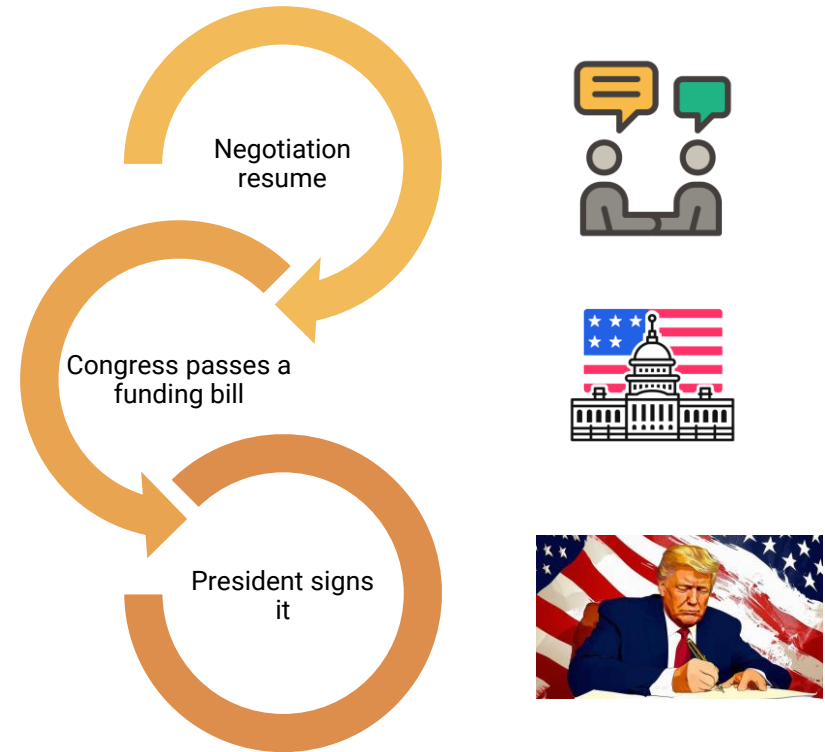 Negotiation
resume
Congress passes a
funding bill
President signs
it